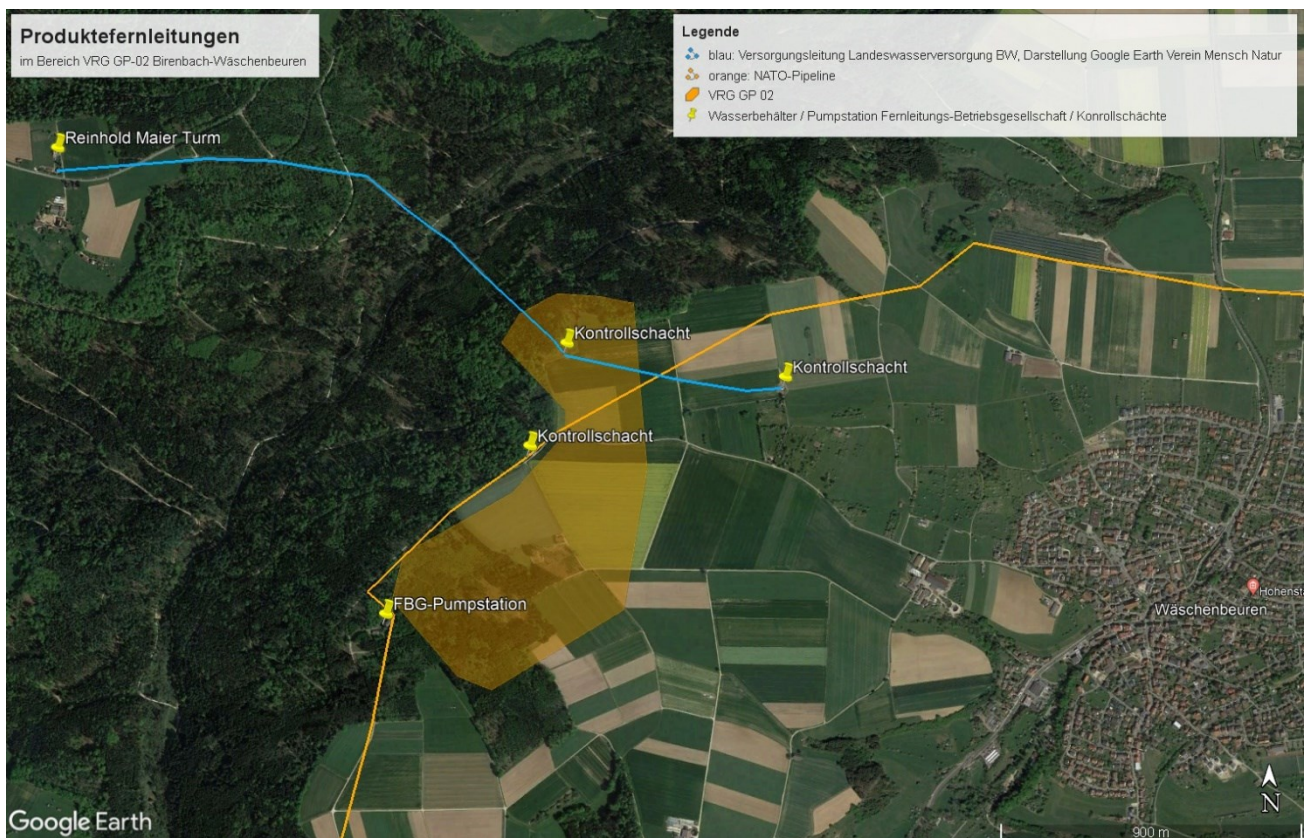 Produktefernleitungen
im Bereich VRG GP-02 Birenbach-Wäschenbeuren
Legende
blau: Versorgungsleitung Landeswasserversorgung BW, Darstellung Google Earth Verein Mensch Natur
orange: NATO-Pipeline
VRG GP 02
Wasserbehälter / Pumpstation Fernleitungs-Betriebsgesellschaft / Konrollschächte
Reinhold Maier Turm
Kontrollschacht
Kontrollschacht
Kontrollschacht
FBG-Pumpstation
Hohensta
Wäschenbeuren
N
Google Earth
900 m